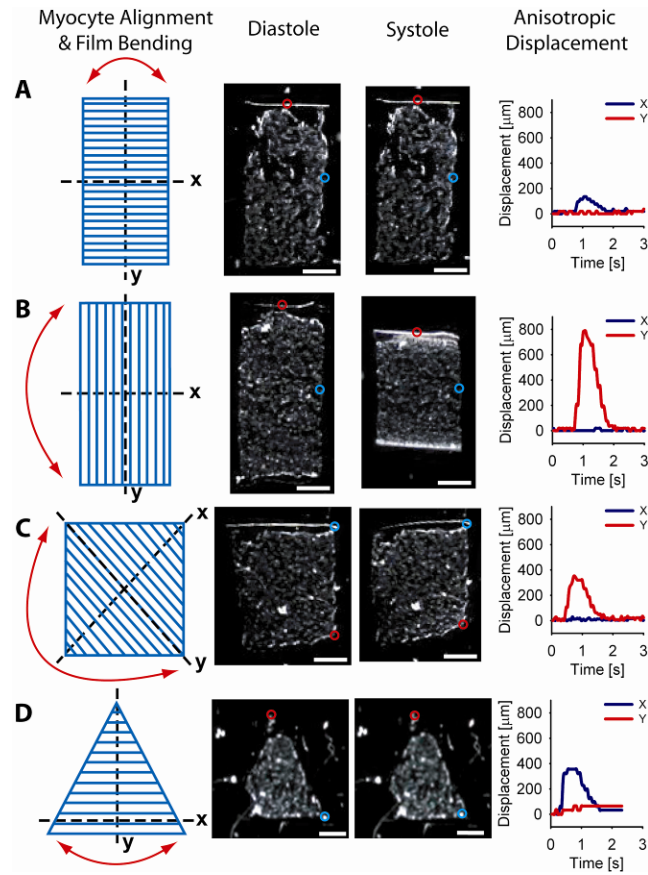 Myocyte Alignment
& Film Bending
Diastole
Systole
Anisotropic
Displacement
A
x
y
Displacement [µm]
800
600
400
200
0
X
Y
0 1 2 3
Time [s]
B
x
y
Displacement [µm]
800
600
400
200
0
X
Y
0 1 2 3
Time [s]
C
x
y
Displacement [µm]
800
600
400
200
0
X
Y
0 1 2 3
Time [s]
D
x
y
Displacement [µm]
800
600
400
200
0
X
Y
0 1 2 3
Time [s]